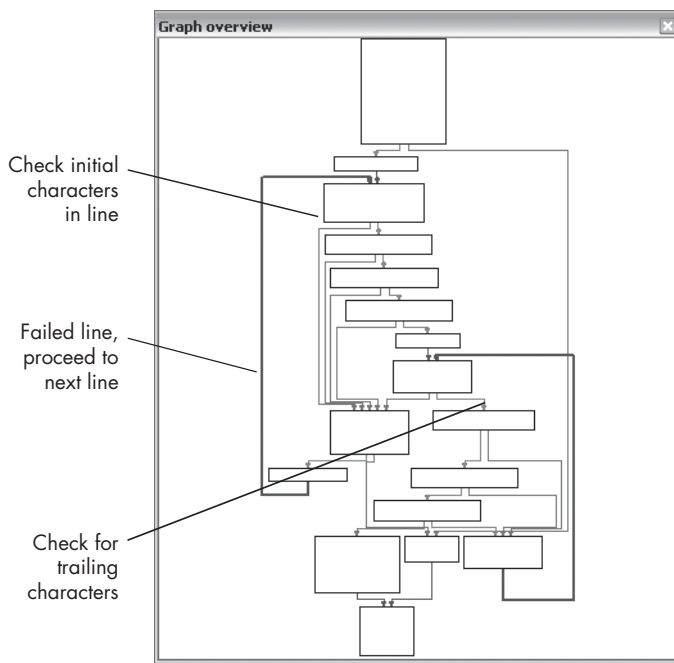 Graph overview
Check initial
characters
in line
Failed line,
proceed to
next line
Check for
trailing
characters